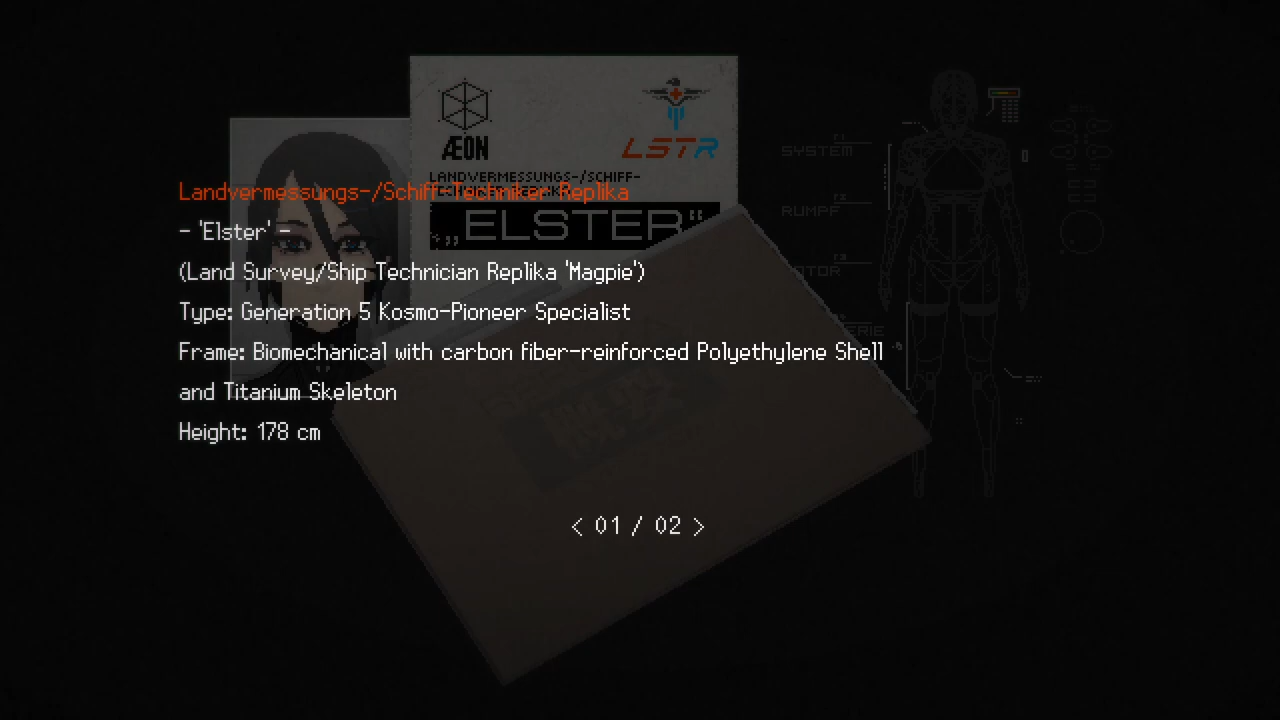 ÆON
LSTR
LANDVERMESSUNGS-/SCHIFF-
„ELSTER“
Landvermessungs-/Schiff-Techniker Replika
- 'Elster' -
(Land Survey/Ship Technician Replika 'Magpie')
Type: Generation 5 Kosmo-Pioneer Specialist
Frame: Biomechanical with carbon fiber-reinforced Polyethylene Shell
and Titanium Skeleton
Height: 178 cm
SYSTEM
RUMPF
< 01 / 02 >